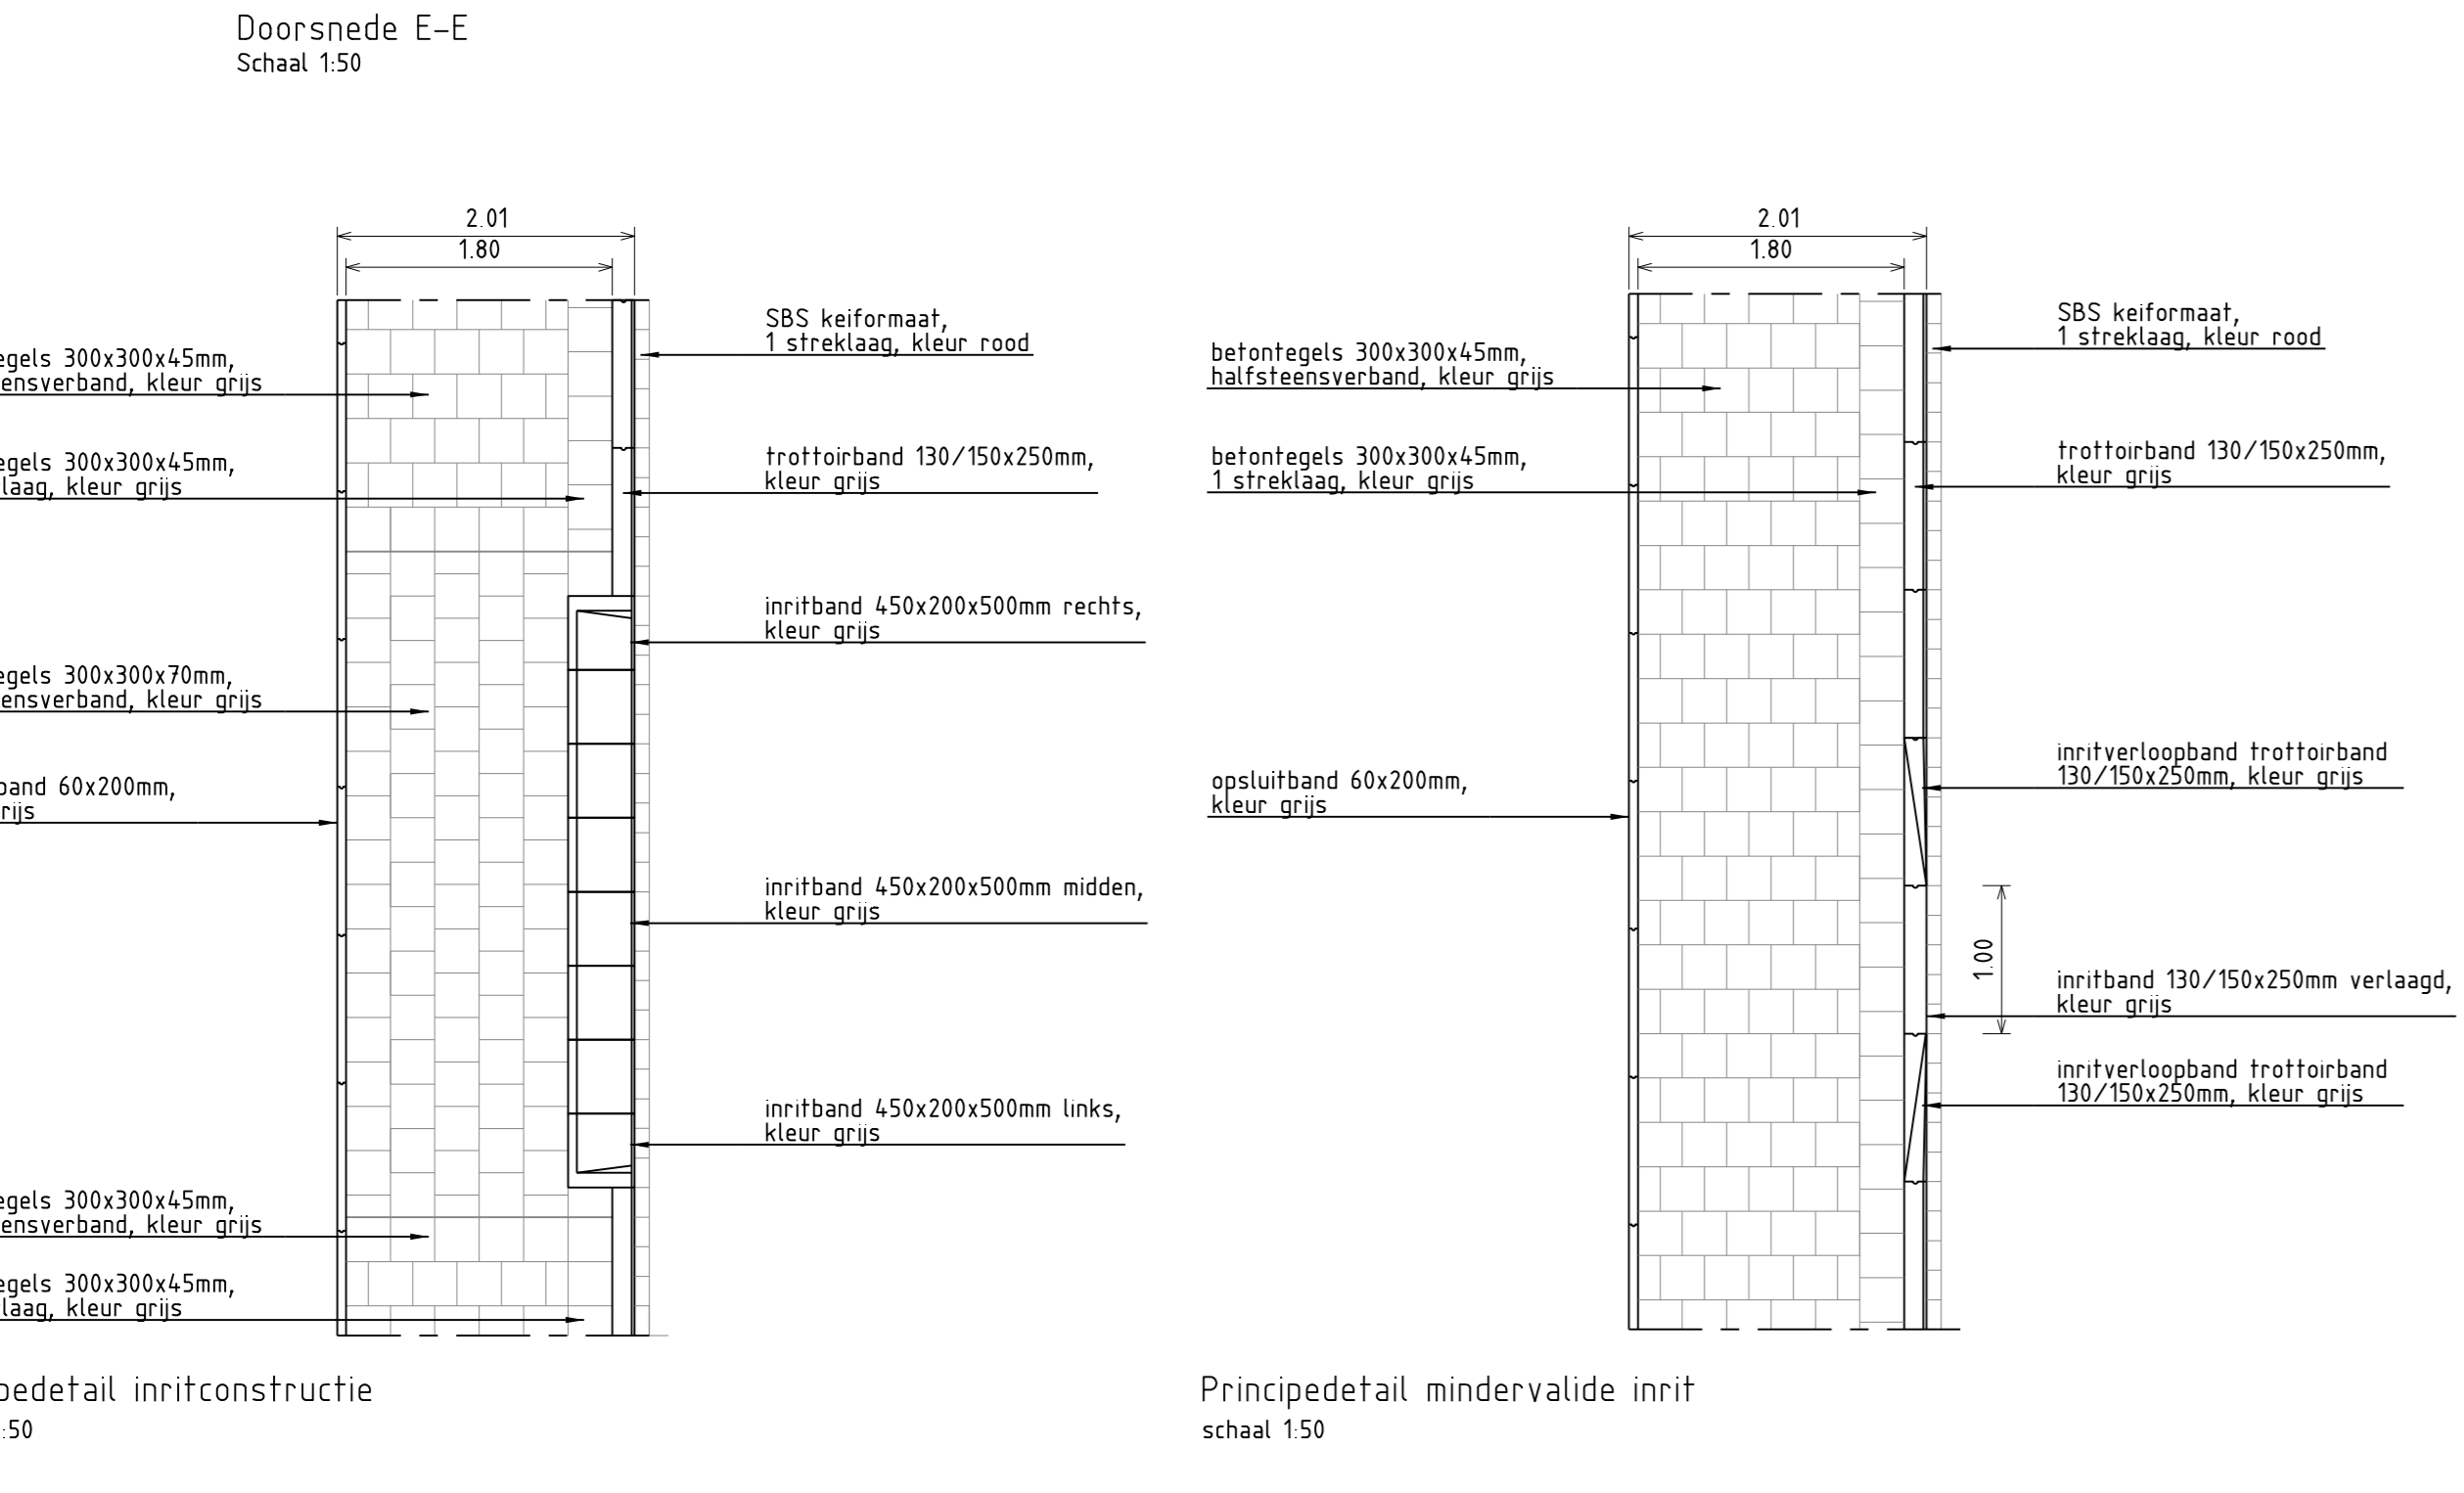 Doorsnede E-E
Schaal 1:50
2.01
1.80
egels 300x300x45mm,
ensverband, kleur grijs
egels 300x300x45mm,
laag, kleur grijs
egels 300x300x70mm,
ensverband, kleur grijs
band 60x200mm,
rijs
egels 300x300x45mm,
ensverband, kleur grijs
egels 300x300x45mm,
laag, kleur grijs
SBS keiformaat,
1 streklaag, kleur rood
trottoirband 130/150x250mm,
kleur grijs
inritband 450x200x500mm rechts,
kleur grijs
inritband 450x200x500mm midden,
kleur grijs
inritband 450x200x500mm links,
kleur grijs
pedetail inritconstructie
:50
2.01
1.80
betontegels 300x300x45mm,
halfsteensverband, kleur grijs
betontegels 300x300x45mm,
1 streklaag, kleur grijs
opsluitband 60x200mm,
kleur grijs
SBS keiformaat,
1 streklaag, kleur rood
trottoirband 130/150x250mm,
kleur grijs
inritverloopband trottoirband
130/150x250mm, kleur grijs
1.00
inritband 130/150x250mm verlaagd,
kleur grijs
inritverloopband trottoirband
130/150x250mm, kleur grijs
Principedetail mindervalide inrit
schaal 1:50